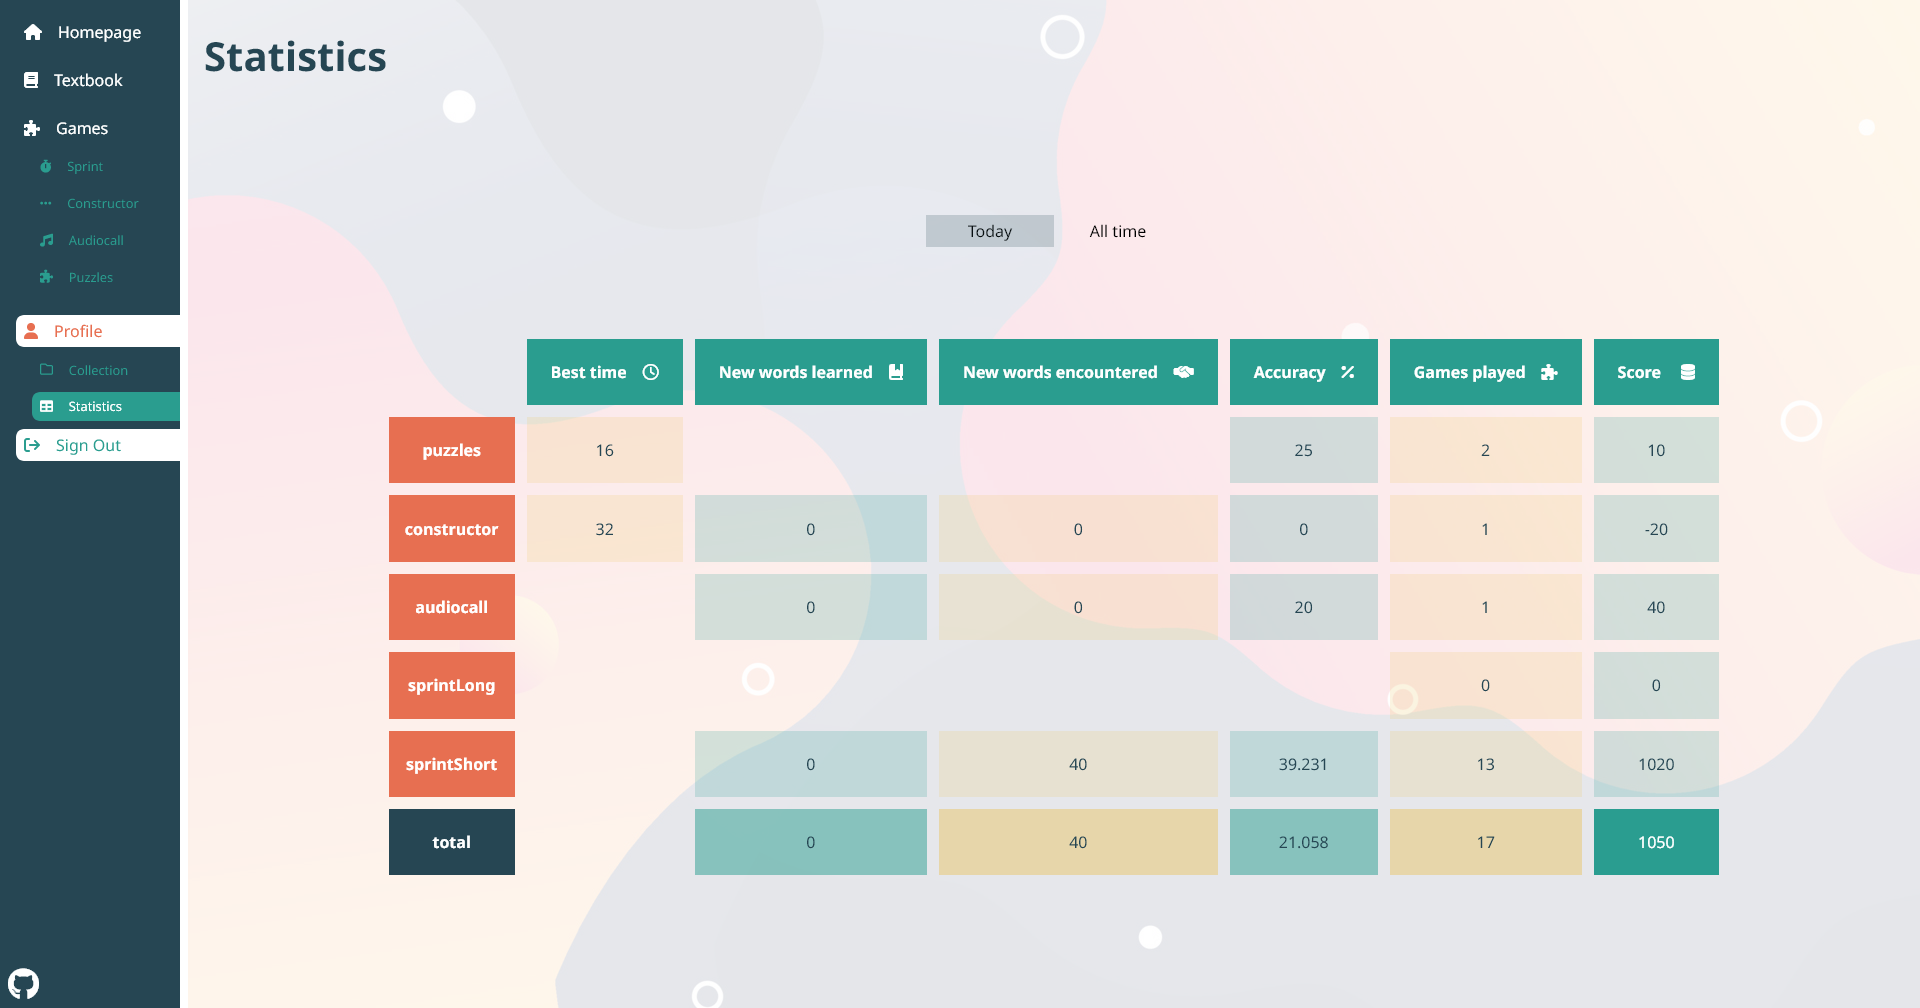 Homepage
Textbook
Games
Sprint
Constructor
Audiocall
Puzzles
Profile
Collection
Statistics
Sign Out
Statistics
Today All time
Best time New words learned New words encountered Accuracy Games played Score
puzzles 16 25 2 10
constructor 32 0 0 0 1 -20
audiocall 0 0 20 1 40
sprintLong 0 0
sprintShort 0 40 39.231 13 1020
total 0 40 21.058 17 1050